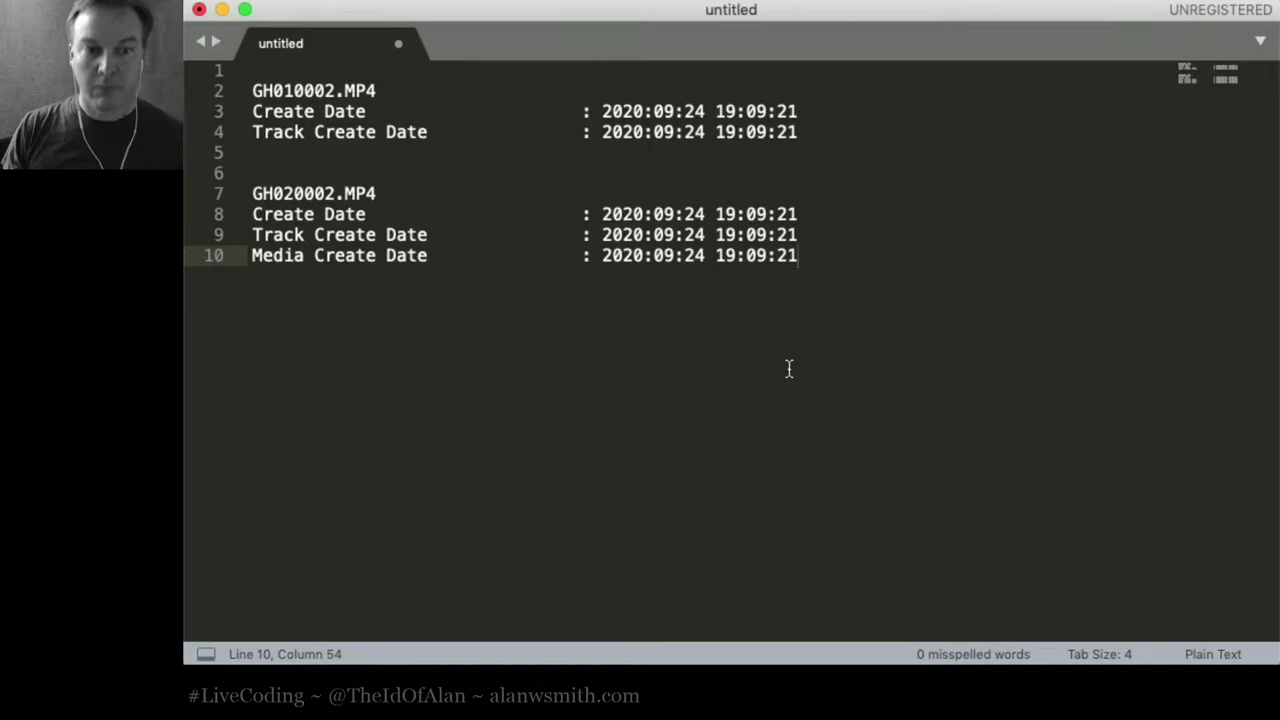 untitled
UNREGISTERED
untitled
1
2 GH010002.MP4
3 Create Date : 2020:09:24 19:09:21
4 Track Create Date : 2020:09:24 19:09:21
5
6
7 GH020002.MP4
8 Create Date : 2020:09:24 19:09:21
9 Track Create Date : 2020:09:24 19:09:21
10 Media Create Date : 2020:09:24 19:09:21
Line 10, Column 54
0 misspelled words
Tab Size: 4
Plain Text
#LiveCoding ~ @TheIdOfAlan ~ alanwsmith.com